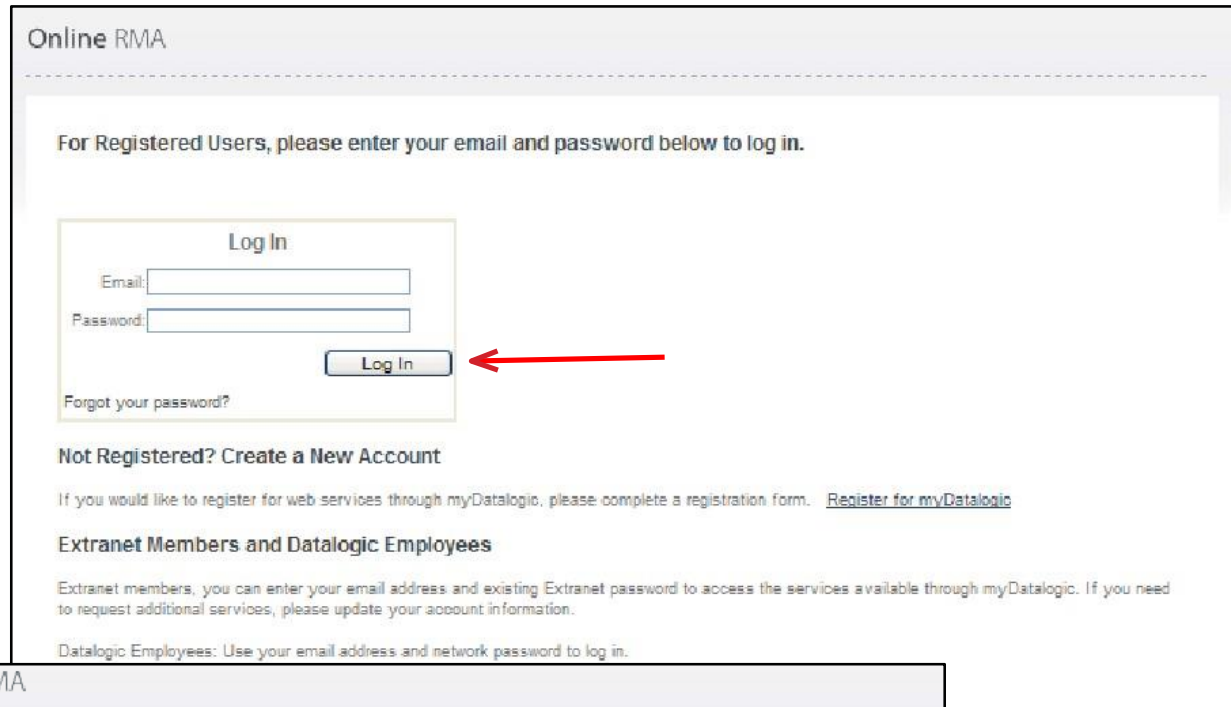 Online RMA
For Registered Users, please enter your email and password below to log in.
Log In
Email:
Password:
Log In
Forgot your password?
Not Registered? Create a New Account
If you would like to register for web services through myDatalogic, please complete a registration form. Register for myDatalogic
Extranet Members and Datalogic Employees
Extranet members, you can enter your email address and existing Extranet password to access the services available through myDatalogic. If you need
to request additional services, please update your account information.
Datalogic Employees: Use your email address and network password to log in.
MA